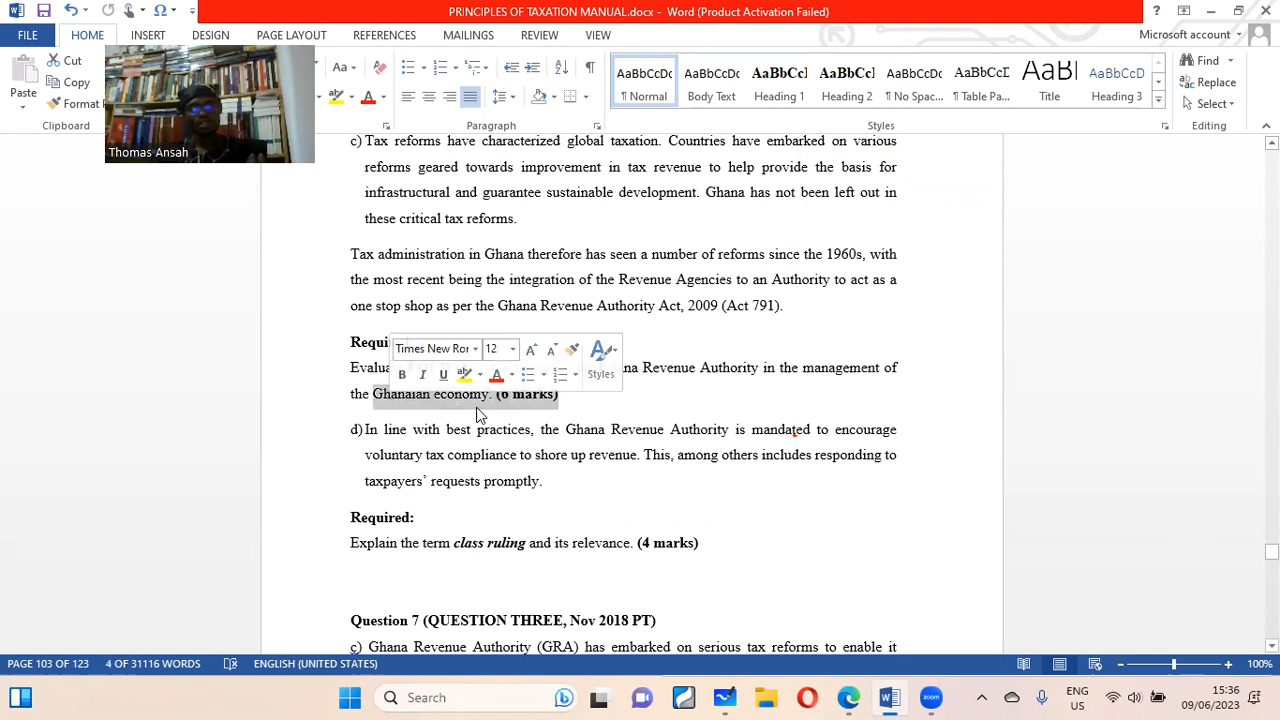 PRINCIPLES OF TAXATION MANUAL.docx - Word (Product Activation Failed)
FILE HOME INSERT DESIGN PAGE LAYOUT REFERENCES MAILINGS REVIEW VIEW Microsoft account
Cut
Copy
Format
Paste
Clipboard
Aa
AaBbCcDc AaBbCcDc AaBbCcI AaBbCcI AaBbCcDc AaBbCcDc AaBl AaBbCcD
¶ Normal Body Text Heading 1 Heading 2 ¶ No Spac... ¶ Table Pa... Title Heading 3
Find
Replace
Select
Paragraph Styles Editing
Thomas Ansah
c) Tax reforms have characterized global taxation. Countries have embarked on various
reforms geared towards improvement in tax revenue to help provide the basis for
infrastructural and guarantee sustainable development. Ghana has not been left out in
these critical tax reforms.
Tax administration in Ghana therefore has seen a number of reforms since the 1960s, with
the most recent being the integration of the Revenue Agencies to an Authority to act as a
one stop shop as per the Ghana Revenue Authority Act, 2009 (Act 791).
Requi
Times New Ror 12
B I U A Styles
Evalua na Revenue Authority in the management of
the Ghanaian economy. (6 marks)
d) In line with best practices, the Ghana Revenue Authority is mandated to encourage
voluntary tax compliance to shore up revenue. This, among others includes responding to
taxpayers’ requests promptly.
Required:
Explain the term class ruling and its relevance. (4 marks)
Question 7 (QUESTION THREE, Nov 2018 PT)
c) Ghana Revenue Authority (GRA) has embarked on serious tax reforms to enable it
PAGE 103 OF 123 4 OF 31116 WORDS ENGLISH (UNITED STATES) 100%
Search
ENG
US
15:36
09/06/2023